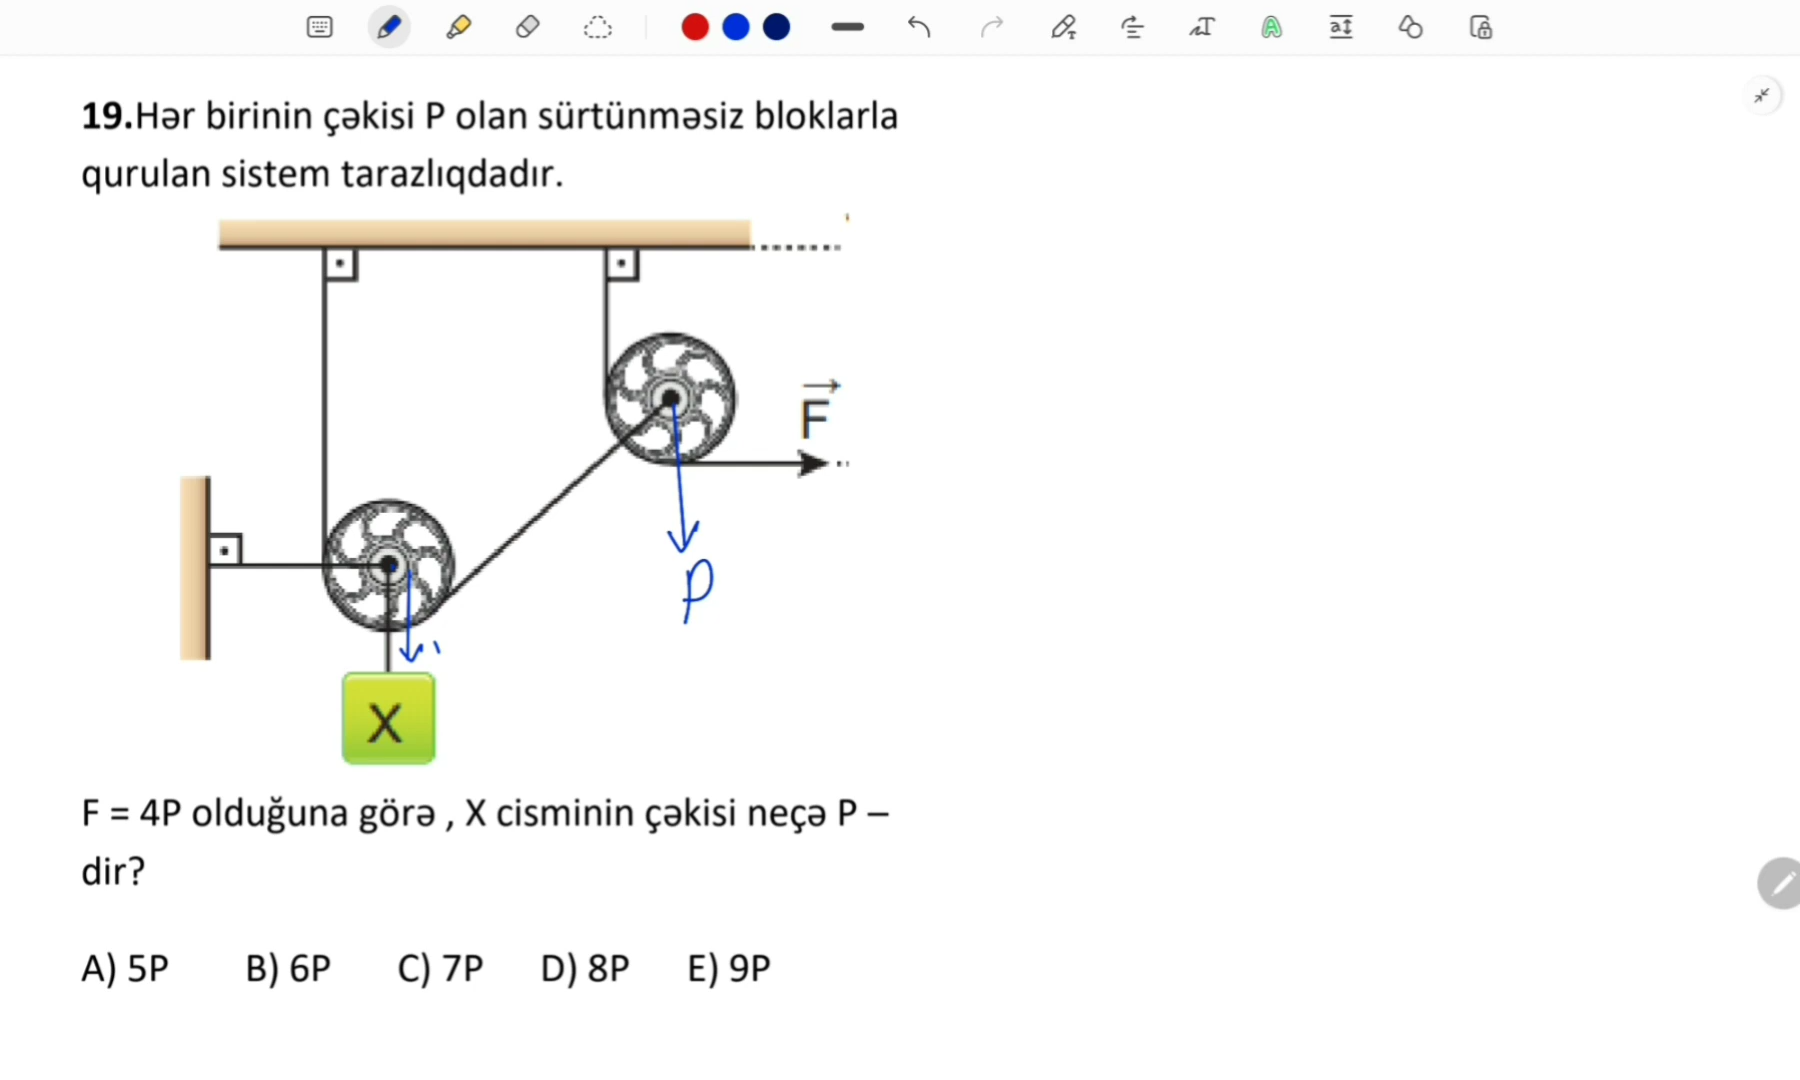 19.Hər birinin çəkisi P olan sürtünməsiz bloklarla
qurulan sistem tarazlıqdadır.
F
P
X
F = 4P olduğuna görə , X cisminin çəkisi neçə P –
dir?
A) 5P B) 6P C) 7P D) 8P E) 9P